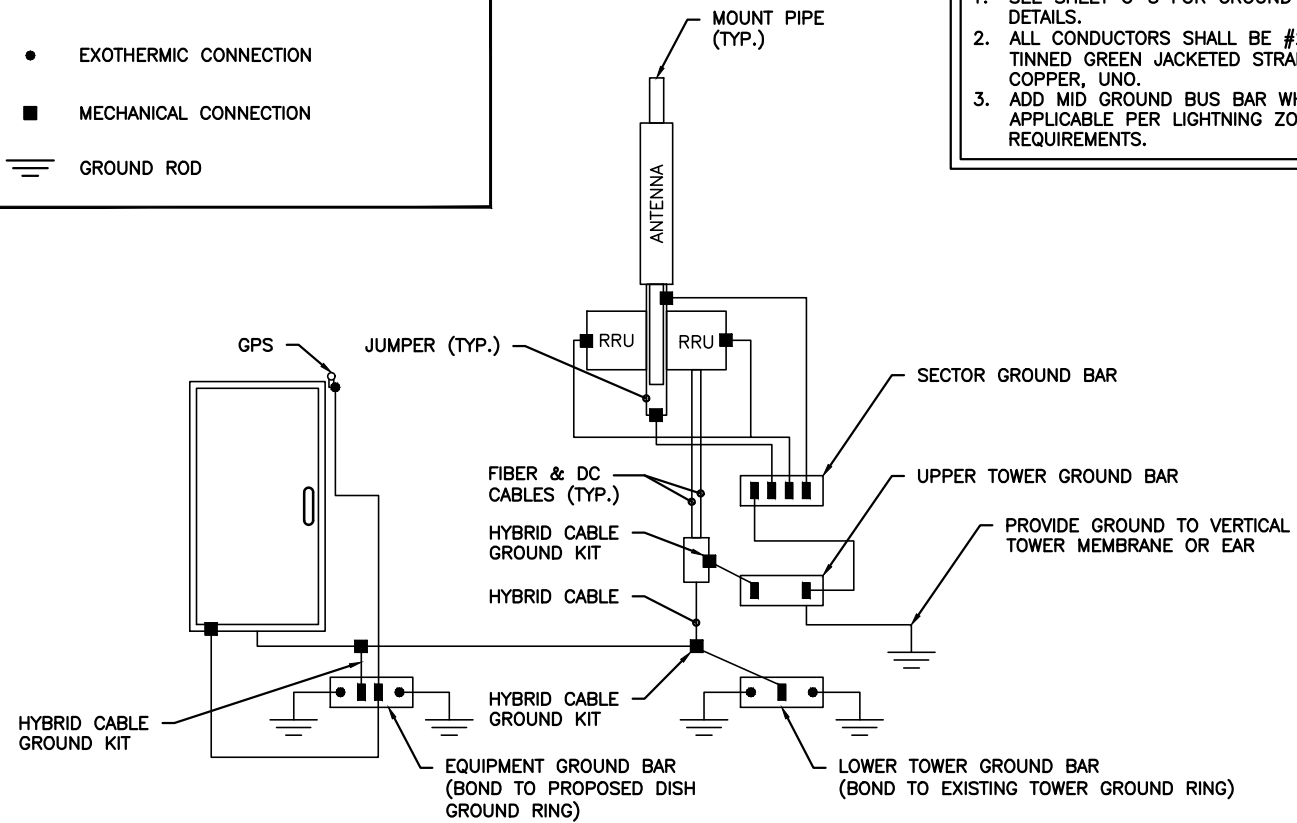 EXOTHERMIC CONNECTION
MECHANICAL CONNECTION
GROUND ROD
DETAILS.
2. ALL CONDUCTORS SHALL BE
TINNED GREEN JACKETED
COPPER, UNO.
3. ADD MID GROUND BUS BAR
APPLICABLE PER LIGHTNING
REQUIREMENTS.
MOUNT PIPE
(TYP.)
ANTENNA
RRU
RRU
GPS
JUMPER (TYP.)
SECTOR GROUND BAR
FIBER & DC
CABLES (TYP.)
UPPER TOWER GROUND BAR
HYBRID CABLE
GROUND KIT
PROVIDE GROUND TO VERTICAL
TOWER MEMBRANE OR EAR
HYBRID CABLE
HYBRID CABLE
GROUND KIT
HYBRID CABLE
GROUND KIT
EQUIPMENT GROUND BAR
(BOND TO PROPOSED DISH
GROUND RING)
LOWER TOWER GROUND BAR
(BOND TO EXISTING TOWER GROUND RING)